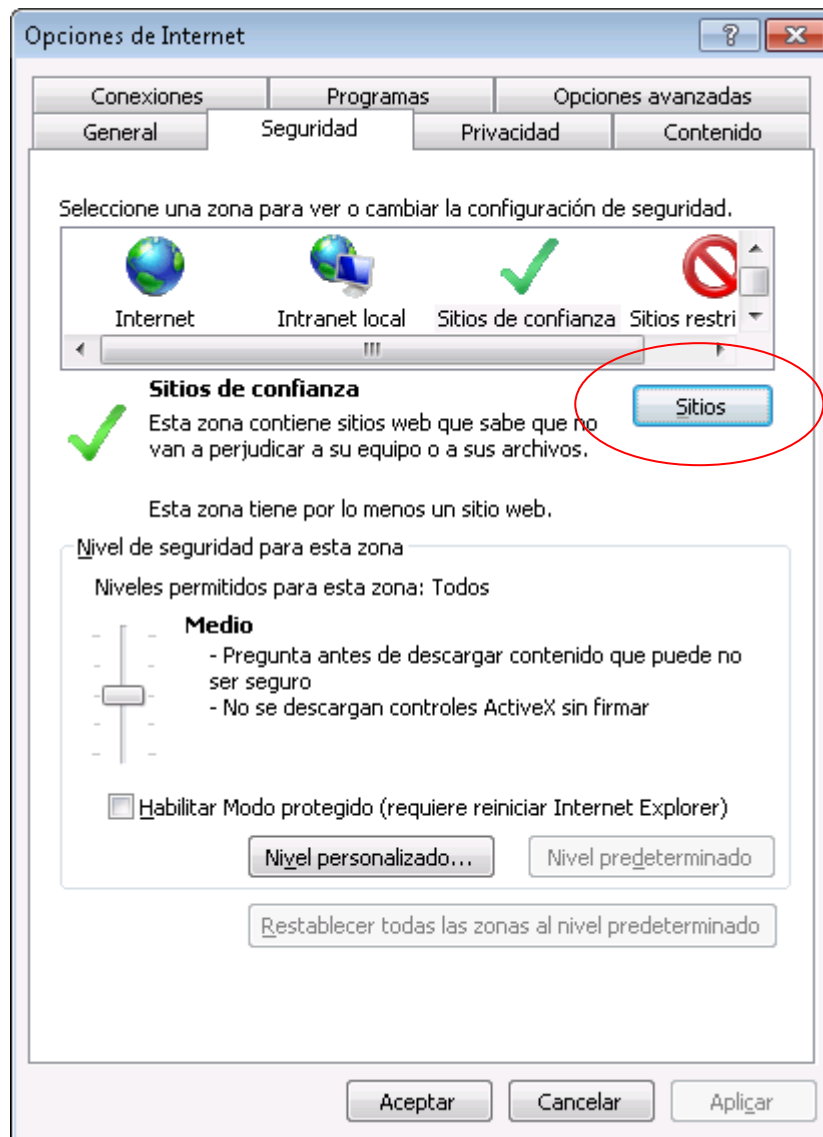 Opciones de Internet
Conexiones Programas Opciones avanzadas
General Seguridad Privacidad Contenido
Seleccione una zona para ver o cambiar la configuración de seguridad.
Internet Intranet local Sitios de confianza Sitios restri
Sitios de confianza
Sitios
Esta zona contiene sitios web que sabe que no
van a perjudicar a su equipo o a sus archivos.
Esta zona tiene por lo menos un sitio web.
Nivel de seguridad para esta zona
Niveles permitidos para esta zona: Todos
Medio
- Pregunta antes de descargar contenido que puede no
ser seguro
- No se descargan controles ActiveX sin firmar
Habilitar Modo protegido (requiere reiniciar Internet Explorer)
Nivel personalizado... Nivel predeterminado
Restablecer todas las zonas al nivel predeterminado
Aceptar Cancelar Aplicar